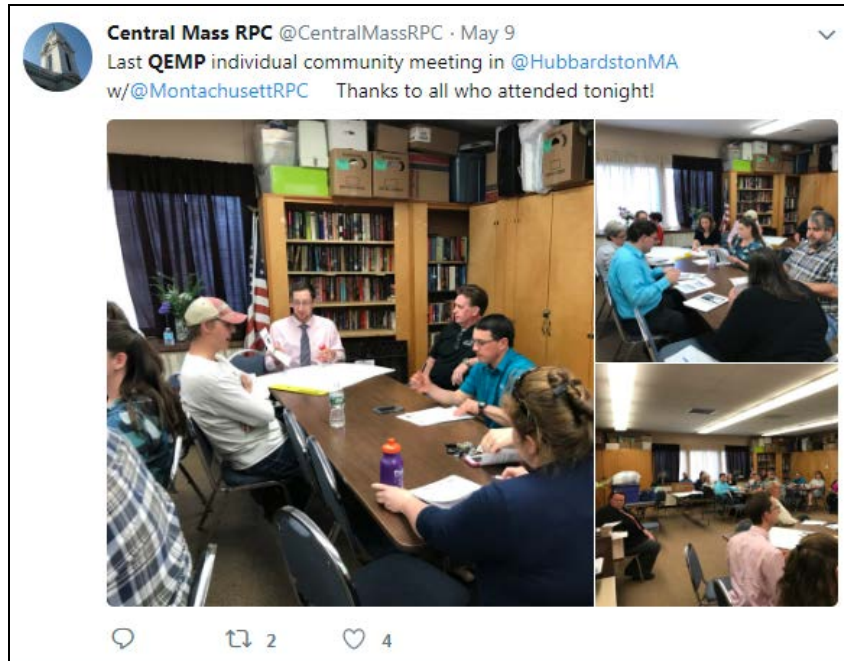 Central Mass RPC @CentralMassRPC · May 9
Last QEMP individual community meeting in @HubbardstonMA
w/@MontachusettRPC Thanks to all who attended tonight!
2 4